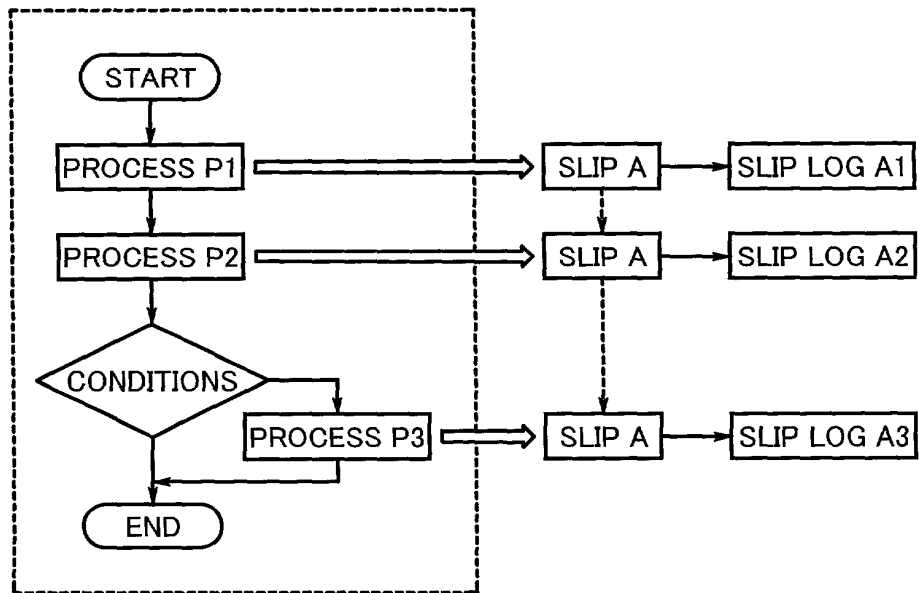 START
PROCESS P1
SLIP A
SLIP LOG A1
PROCESS P2
SLIP A
SLIP LOG A2
CONDITIONS
PROCESS P3
SLIP A
SLIP LOG A3
END